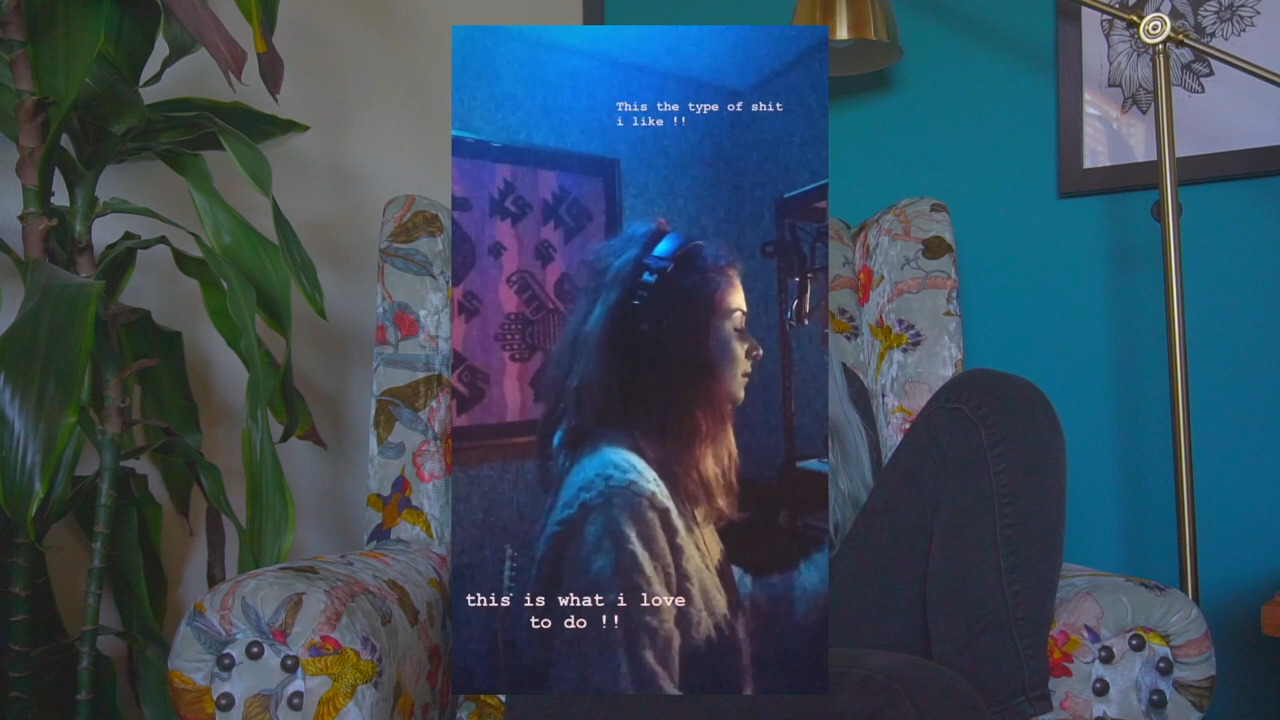 This the type of shit
i like !!
this is what i love
to do !!